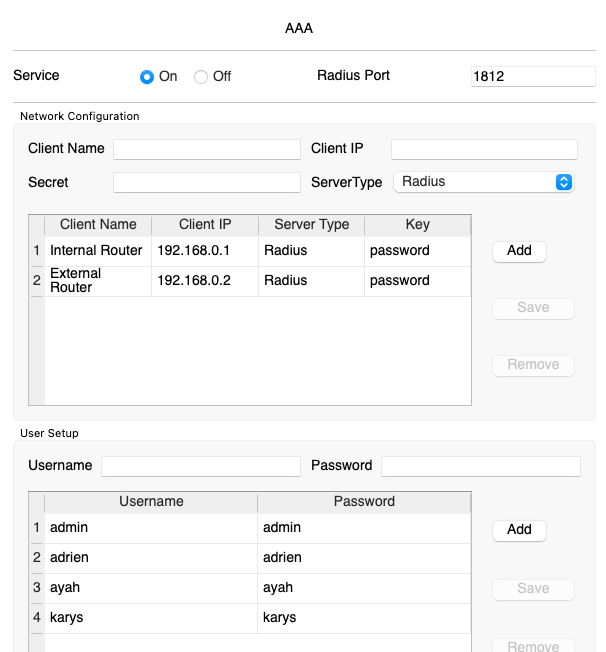 AAA
Service On Off Radius Port 1812
Network Configuration
Client Name Client IP
Secret ServerType Radius
Client Name Client IP Server Type Key
1 Internal Router 192.168.0.1 Radius password
2 External Router 192.168.0.2 Radius password
Add
Save
Remove
User Setup
Username Password
Username Password
1 admin admin
2 adrien adrien
3 ayah ayah
4 karys karys
Add
Save
Remove